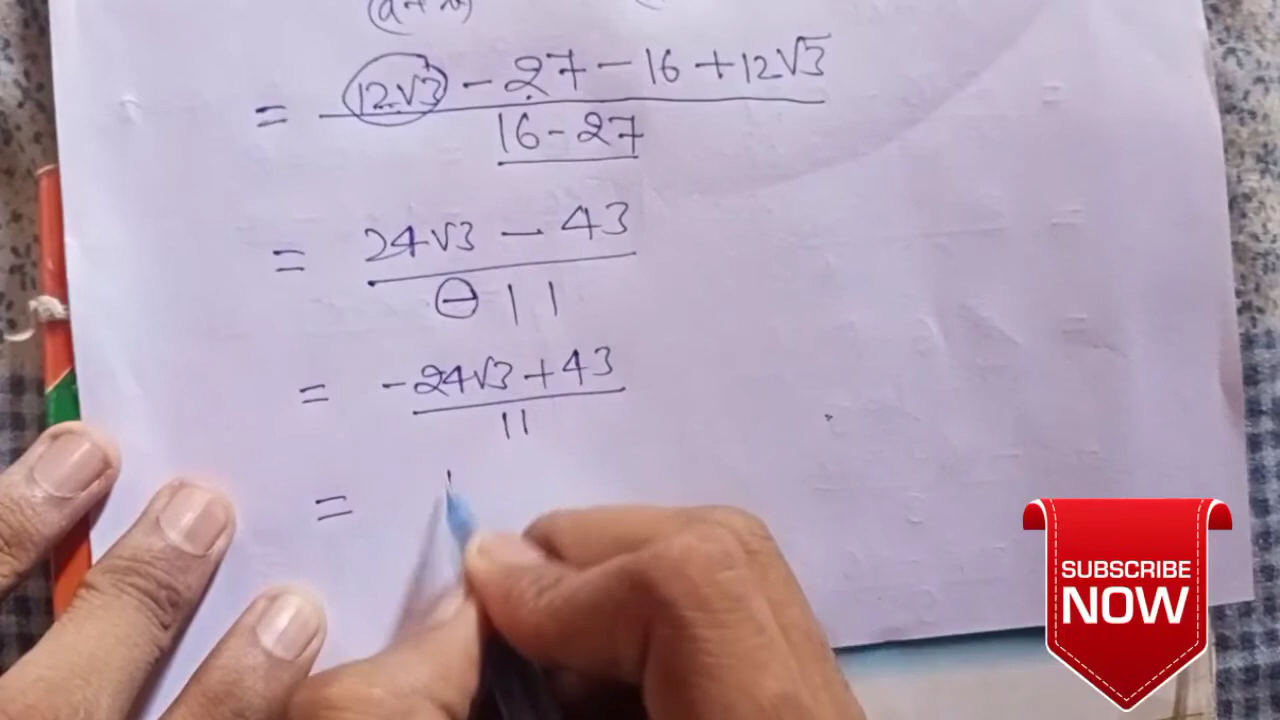 (a+b)
= 12√3 - 27 - 16 + 12√3
16 - 27
= 24√3 - 43
- 11
= - 24√3 + 43
11
=
SUBSCRIBE
NOW